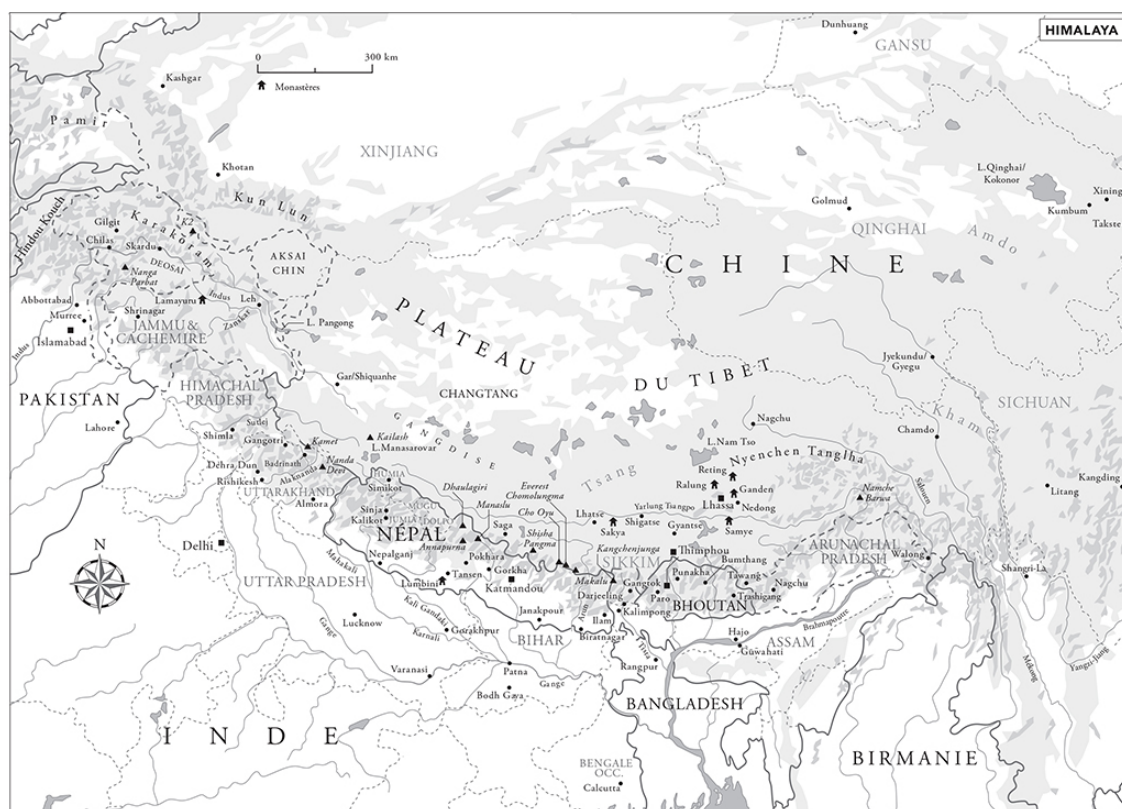 HIMALAYA
Dunhuang
GANSU
0 300 km
Monastères
Kashgar
Pamir
XINJIANG
Khotan
L.Qinghai/
Kokonor
Xining
Kumbum
Takste
Golmud
QINGHAI
Amdo
Kun Lun
Hindou Kouch
Karakoram
K2
Gilgit
Chilas
Skardu
DEOSAI
Nanga
Parbat
AKSAI
CHIN
CHINE
Abbottabad
Murree
Islamabad
Lamayuru
Indus
Leh
Zanskar
Srinagar
JAMMU &
CACHEMIRE
L. Pangong
Indus
PLATEAU
DU TIBET
CHANGTANG
Jyekundu/
Gyegu
HIMACHAL
PRADESH
Gar/Shiquanhe
PAKISTAN
Lahore
SICHUAN
Kham
Chamdo
Nagchu
Shimla
Sutlej
Gangotri
Kamet
Badrinath
Nanda
Devi
Alaknanda
Dehra Dun
Rishikesh
UTTARAKHAND
Almora
Kailash
L.Manasarovar
GANGDISE
L.Nam Tso
Nyenchen Tanglha
Reting
Ralung
Ganden
Lhassa
Nedong
Samye
Tsang
Namche
Barwa
Salouen
Litang
Kangding
HUMLA
Simikot
Sinja
Kalikot
MUGU
JUMLA
DOLPO
NÉPAL
Dhaulagiri
Manaslu
Everest
Chomolungma
Cho Oyu
Saga
Shisha
Pangma
Lhatse
Sakya
Yarlung Tsangpo
Shigatse
Gyantse
Kangchenjunga
Thimphou
SIKKIM
Annapurna
Pokhara
Gorkha
Katmandou
Tansen
Lumbini
Nepalganj
Makalu
Gangtok
Darjeeling
Kalimpong
Ilam
Biratnagar
Janakpour
Arun
Punakha
Bumthang
Paro
BHOUTAN
Tawang
Trashigang
Nagchu
ARUNACHAL
PRADESH
Walong
Shangri-La
Delhi
N
UTTAR PRADESH
Mahakali
Kali Gandaki
Karnali
Gange
Lucknow
Gorakhpur
BIHAR
Tista
Rangpur
Hajo
Guwahati
Brahmapoutre
ASSAM
Varanasi
Patna
Gange
Bodh Gaya
BANGLADESH
INDE
BENGALE
OCC.
Calcutta
BIRMANIE
Mékong
Yangzi-Jiang